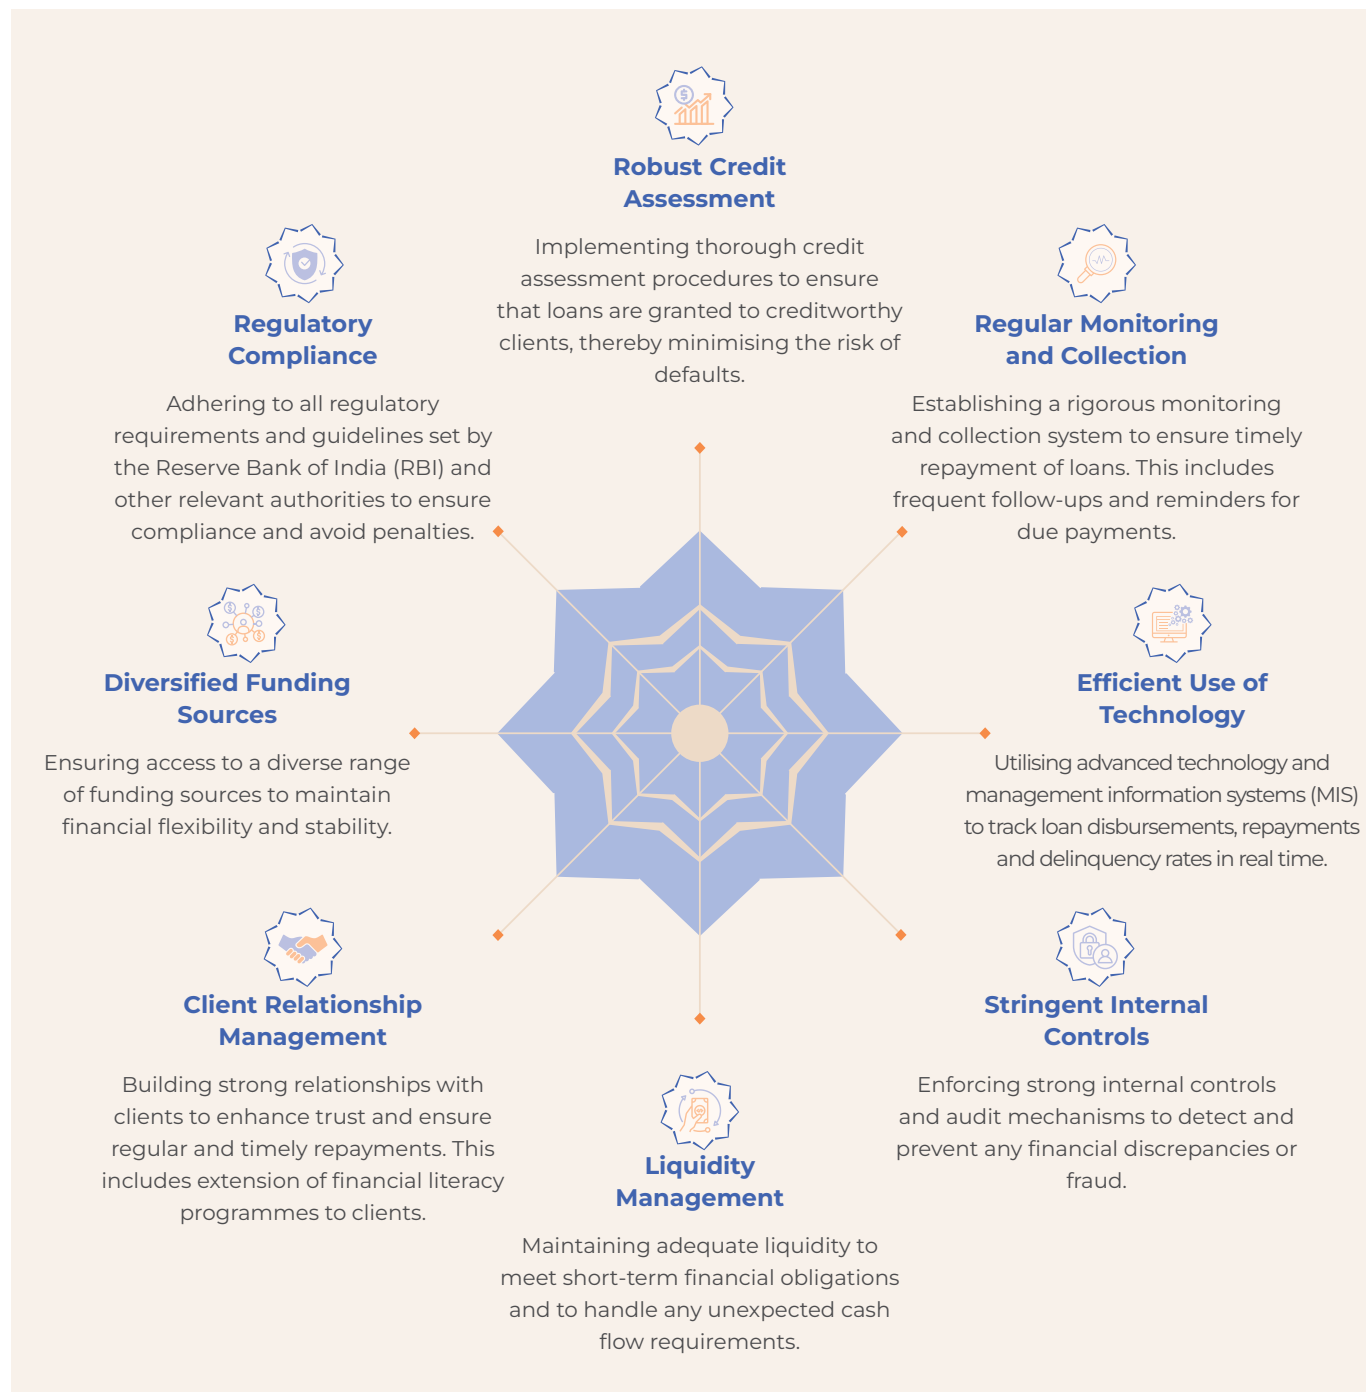 Robust Credit
Assessment
Implementing thorough credit
assessment procedures to ensure
that loans are granted to creditworthy
clients, thereby minimising the risk of
defaults.
Regular Monitoring
and Collection
Establishing a rigorous monitoring
and collection system to ensure timely
repayment of loans. This includes
frequent follow-ups and reminders for
due payments.
Efficient Use of
Technology
Utilising advanced technology and
management information systems (MIS)
to track loan disbursements, repayments
and delinquency rates in real time.
Stringent Internal
Controls
Enforcing strong internal controls
and audit mechanisms to detect and
prevent any financial discrepancies or
fraud.
Liquidity
Management
Maintaining adequate liquidity to
meet short-term financial obligations
and to handle any unexpected cash
flow requirements.
Client Relationship
Management
Building strong relationships with
clients to enhance trust and ensure
regular and timely repayments. This
includes extension of financial literacy
programmes to clients.
Diversified Funding
Sources
Ensuring access to a diverse range
of funding sources to maintain
financial flexibility and stability.
Regulatory
Compliance
Adhering to all regulatory
requirements and guidelines set by
the Reserve Bank of India (RBI) and
other relevant authorities to ensure
compliance and avoid penalties.